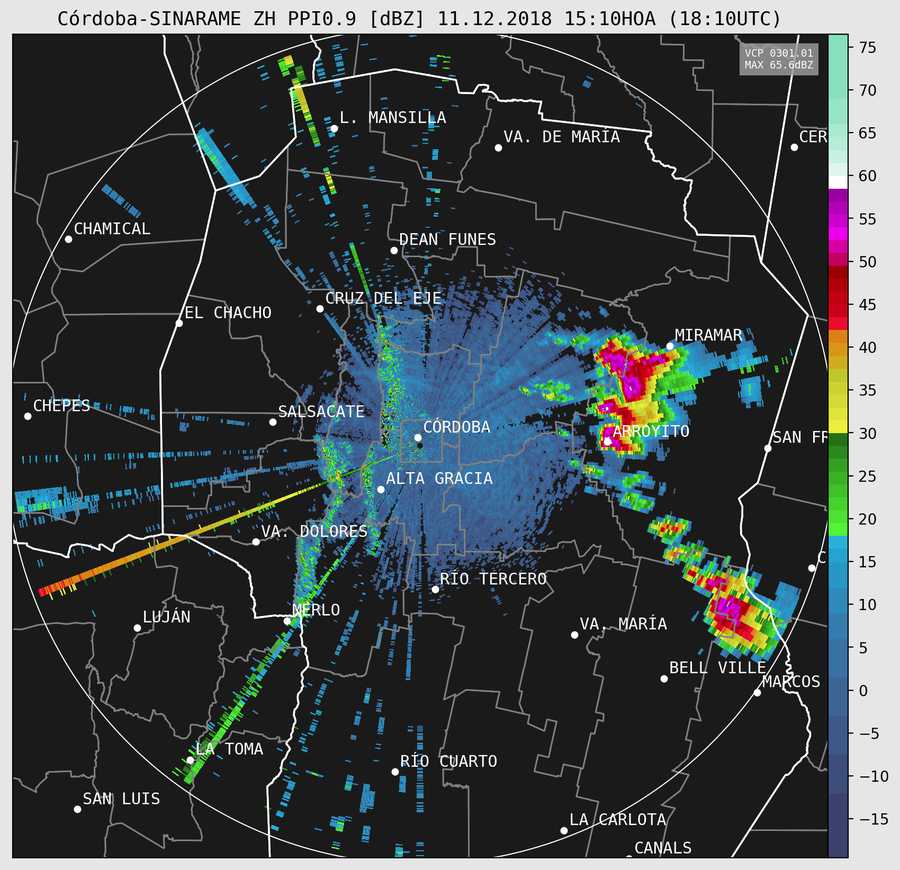 Córdoba-SINARAME ZH PPI0.9 [dBZ] 11.12.2018 15:10HOA (18:10UTC)
VCP 0301.01
MAX 65.6dBZ
75
70
65
60
55
50
45
40
35
30
25
20
15
10
5
0
−5
−10
−15
L. MANSILLA
VA. DE MARÍA
CER
CHAMICAL
DEAN FUNES
CRUZ DEL EJE
EL CHACHO
MIRAMAR
CHEPES
SALSACATE
CÓRDOBA
ARROYITO
SAN FR
ALTA GRACIA
VA. DOLORES
C
RÍO TERCERO
MERLO
LUJÁN
VA. MARÍA
BELL VILLE
MARCOS
LA TOMA
RÍO CUARTO
SAN LUIS
LA CARLOTA
CANALS